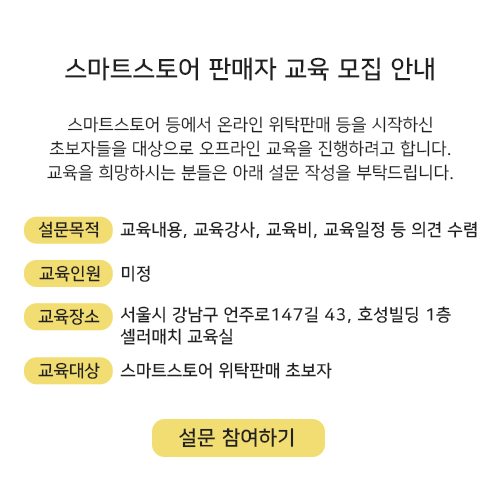 스마트스토어 판매자 교육 모집 안내
스마트스토어 등에서 온라인 위탁판매 등을 시작하신
초보자들을 대상으로 오프라인 교육을 진행하려고 합니다.
교육을 희망하시는 분들은 아래 설문 작성을 부탁드립니다.
설문목적 교육내용, 교육강사, 교육비, 교육일정 등 의견 수렴
교육인원 미정
교육장소 서울시 강남구 언주로147길 43, 호성빌딩 1층
셀러매치 교육실
교육대상 스마트스토어 위탁판매 초보자
설문 참여하기